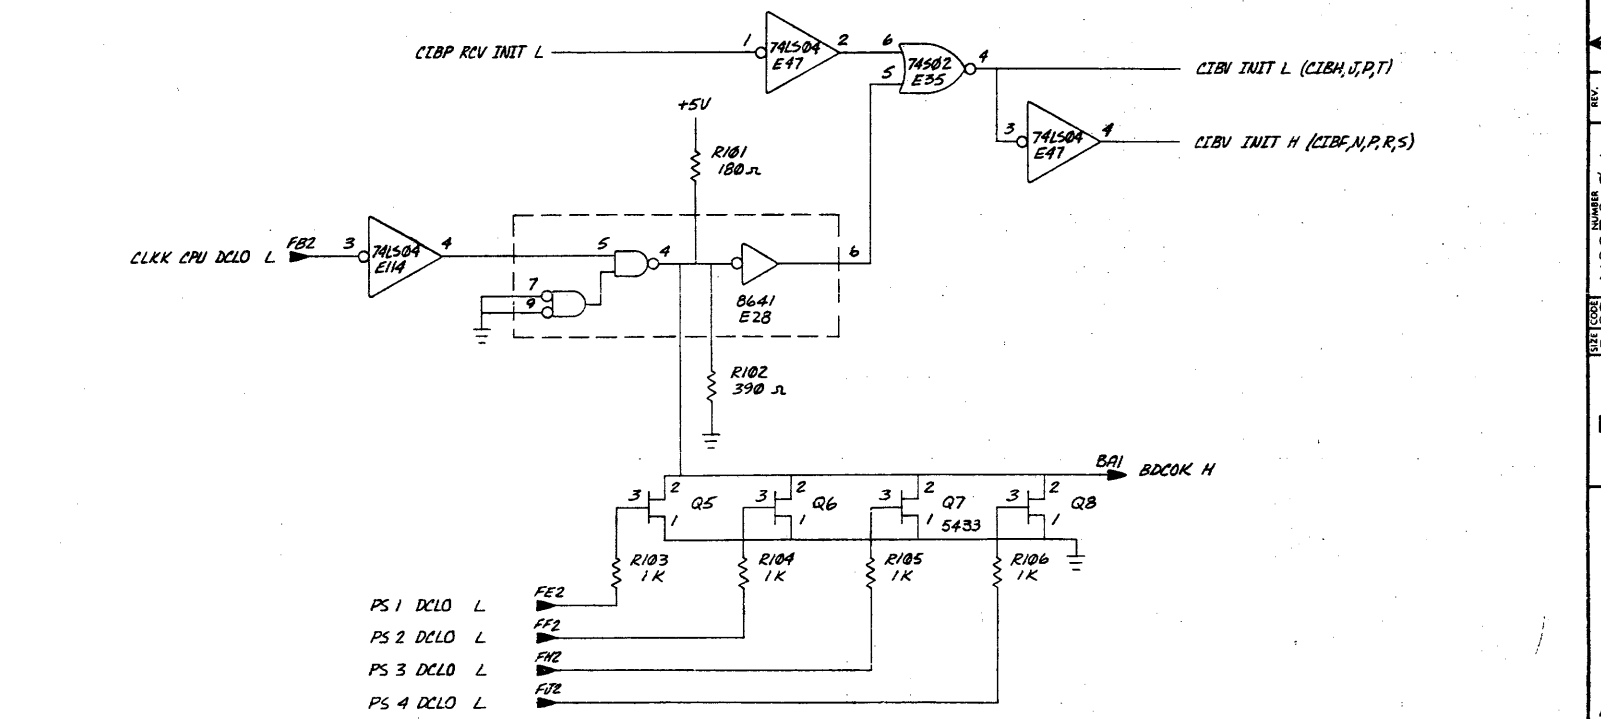 CIBP RCV INIT L
1
74LS04
E47
2
6
5
74S02
E35
4
CIBV INIT L (CIBH,J,P,T)
3
74LS04
E47
4
CIBV INIT H (CIBF,N,P,R,S)
+5V
R101
180Ω
CLKK CPU DCLO L
FB2
3
74LS04
E114
4
5
4
7
9
8641
E28
6
R102
390 Ω
BA1
BDCOK H
3
2
1
Q5
3
2
1
Q6
3
2
1
Q7
5433
3
2
1
Q8
R103
1K
R104
1K
R105
1K
R106
1K
PS 1 DCLO L
FE2
PS 2 DCLO L
FF2
PS 3 DCLO L
FH2
PS 4 DCLO L
FJ2
REV.
NUMBER
CODE
SIZE